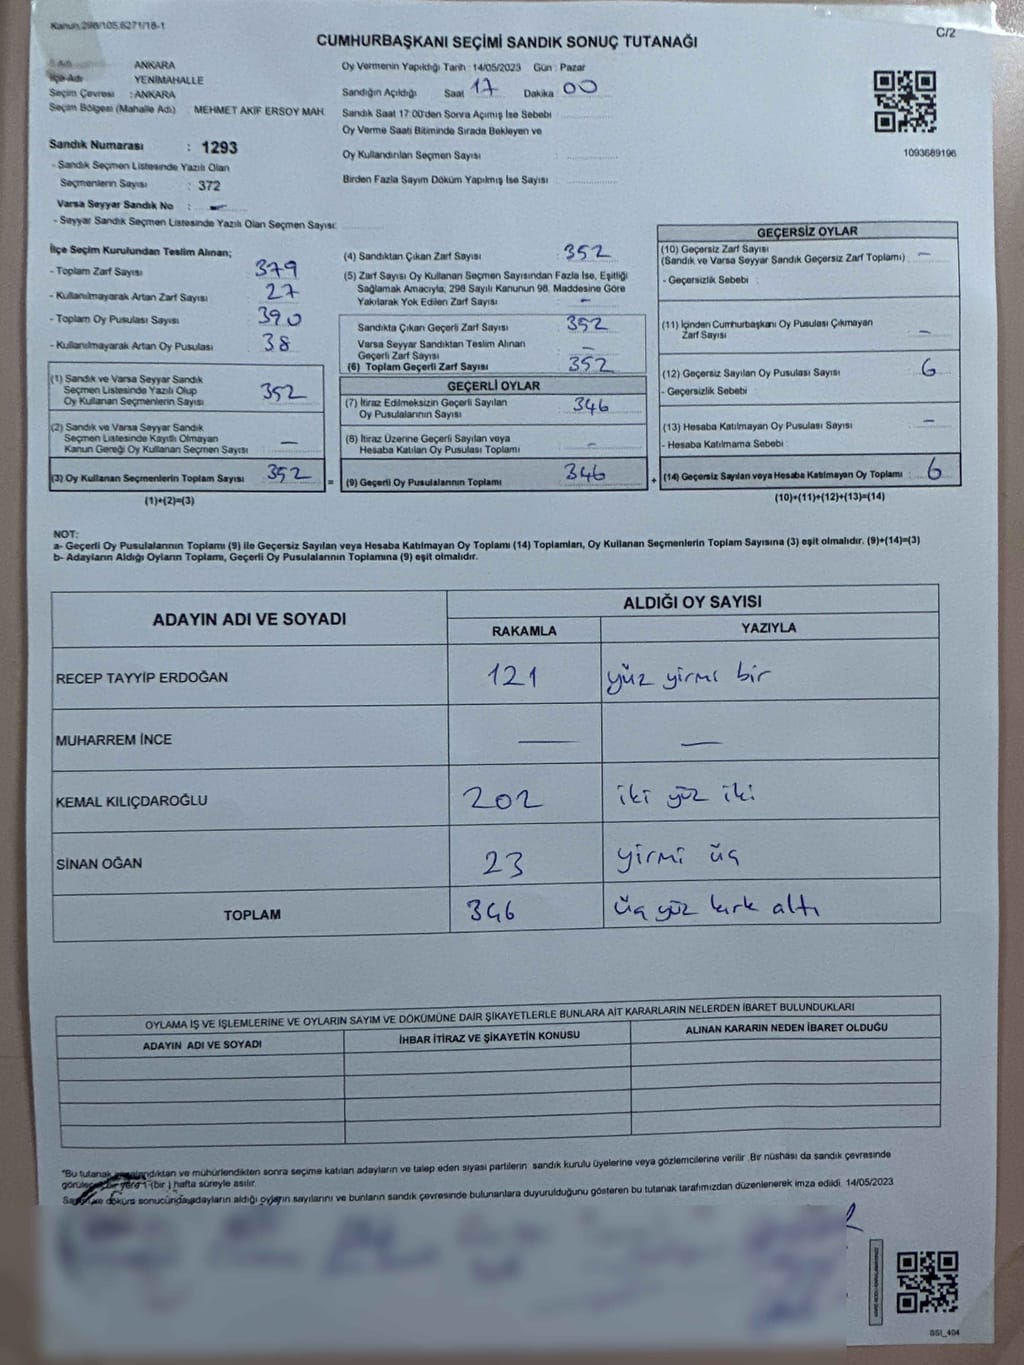 Kanun:298/105,6271/18-1
C/2
CUMHURBAŞKANI SEÇİMİ SANDIK SONUÇ TUTANAĞI
ANKARA
İlçe Adı YENİMAHALLE
Seçim Çevresi : ANKARA
Seçim Bölgesi (Mahalle Adı) MEHMET AKİF ERSOY MAH.
Sandık Numarası : 1293
- Sandık Seçmen Listesinde Yazılı Olan
Seçmenlerin Sayısı : 372
Varsa Seyyar Sandık No : -
- Seyyar Sandık Seçmen Listesinde Yazılı Olan Seçmen Sayısı:
Oy Vermenin Yapıldığı Tarih : 14/05/2023 Gün : Pazar
Sandığın Açıldığı Saat 17 Dakika 00
Sandık Saat 17:00'den Sonra Açımış İse Sebebi
Oy Verme Saati Bitiminde Sırada Bekleyen ve
Oy Kullandırılan Seçmen Sayısı :
Birden Fazla Sayım Döküm Yapılmış İse Sayısı :
1093689196
İlçe Seçim Kurulundan Teslim Alınan;
- Toplam Zarf Sayısı 379
- Kullanılmayarak Artan Zarf Sayısı 27
- Toplam Oy Pusulası Sayısı 390
- Kullanılmayarak Artan Oy Pusulası 38
(1) Sandık ve Varsa Seyyar Sandık
Seçmen Listesinde Yazılı Olup
Oy Kullanan Seçmenlerin Sayısı 352
(2) Sandık ve Varsa Seyyar Sandık
Seçmen Listesinde Kayıtlı Olmayan
Kanun Gereği Oy Kullanan Seçmen Sayısı —
(3) Oy Kullanan Seçmenlerin Toplam Sayısı 352
(1)+(2)=(3)
=
(4) Sandıktan Çıkan Zarf Sayısı : 352
(5) Zarf Sayısı Oy Kullanan Seçmen Sayısından Fazla İse, Eşitliği
Sağlamak Amacıyla, 298 Sayılı Kanunun 98. Maddesine Göre
Yakılarak Yok Edilen Zarf Sayısı —
Sandıkta Çıkan Geçerli Zarf Sayısı 352
Varsa Seyyar Sandıktan Teslim Alınan
Geçerli Zarf Sayısı —
(6) Toplam Geçerli Zarf Sayısı 352
GEÇERLİ OYLAR
(7) İtiraz Edilmeksizin Geçerli Sayılan
Oy Pusulalarının Sayısı 346
(8) İtiraz Üzerine Geçerli Sayılan veya
Hesaba Katılan Oy Pusulası Toplamı -
(9) Geçerli Oy Pusulalarının Toplamı 346
+
GEÇERSİZ OYLAR
(10) Geçersiz Zarf Sayısı
(Sandık ve Varsa Seyyar Sandık Geçersiz Zarf Toplamı) —
- Geçersizlik Sebebi :
(11) İçinden Cumhurbaşkanı Oy Pusulası Çıkmayan
Zarf Sayısı —
(12) Geçersiz Sayılan Oy Pusulası Sayısı 6
- Geçersizlik Sebebi :
(13) Hesaba Katılmayan Oy Pusulası Sayısı —
- Hesaba Katılmama Sebebi :
(14) Geçersiz Sayılan veya Hesaba Katılmayan Oy Toplamı : 6
(10)+(11)+(12)+(13)=(14)
NOT:
a- Geçerli Oy Pusulalarının Toplamı (9) ile Geçersiz Sayılan veya Hesaba Katılmayan Oy Toplamı (14) Toplamları, Oy Kullanan Seçmenlerin Toplam Sayısına (3) eşit olmalıdır. (9)+(14)=(3)
b- Adayların Aldığı Oyların Toplamı, Geçerli Oy Pusulalarının Toplamına (9) eşit olmalıdır.
ADAYIN ADI VE SOYADI
ALDIĞI OY SAYISI
RAKAMLA YAZIYLA
RECEP TAYYİP ERDOĞAN 121 yüz yirmi bir
MUHARREM İNCE — —
KEMAL KILIÇDAROĞLU 202 iki yüz iki
SİNAN OĞAN 23 yirmi üç
TOPLAM 346 üç yüz kırk altı
OYLAMA İŞ VE İŞLEMLERİNE VE OYLARIN SAYIM VE DÖKÜMÜNE DAİR ŞİKAYETLERLE BUNLARA AİT KARARLARIN NELERDEN İBARET BULUNDUKLARI
ADAYIN ADI VE SOYADI İHBAR İTİRAZ VE ŞİKAYETİN KONUSU ALINAN KARARIN NEDEN İBARET OLDUĞU
"Bu tutanak ve mühürlendikten sonra seçime katılan adayların ve talep eden siyasi partilerin sandık kurulu üyelerine veya gözlemcilerine verilir. Bir nüshası da sandık çevresinde
bir yere 1 (bir ) hafta süreyle asılır.
döküm sonucunda adayların aldığı oyların sayılarını ve bunların sandık çevresinde bulunanlara duyurulduğunu gösteren bu tutanak tarafımızdan düzenlenerek imza edildi. 14/05/2023
SSI_404